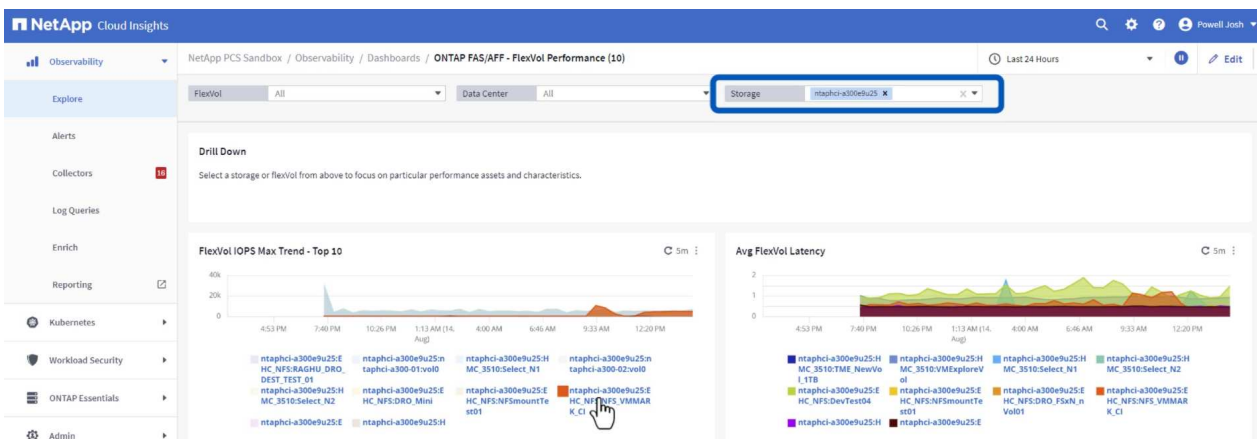 NetApp Cloud Insights
Powell Josh
Observability
NetApp PCS Sandbox / Observability / Dashboards / ONTAP FAS/AFF - FlexVol Performance (10)
Last 24 Hours
Edit
Explore
FlexVol All
Data Center All
Storage ntaphci-a300e9u25 x
Alerts
Collectors 16
Log Queries
Enrich
Reporting
Kubernetes
Workload Security
ONTAP Essentials
Admin
Drill Down
Select a storage or flexVol from above to focus on particular performance assets and characteristics.
FlexVol IOPS Max Trend - Top 10
5m
40k
20k
0
4:53 PM 7:40 PM 10:26 PM 1:13 AM (14. 4:00 AM 6:46 AM 9:33 AM 12:20 PM
Aug)
ntaphci-a300e9u25:E ntaphci-a300e9u25:n ntaphci-a300e9u25:H ntaphci-a300e9u25:n
HC_NFS:RAGHU_DRO_ taphci-a300-01:vol0 MC_3510:Select_N1 taphci-a300-02:vol0
DEST_TEST_01
ntaphci-a300e9u25:H ntaphci-a300e9u25:E ntaphci-a300e9u25:E ntaphci-a300e9u25:E
MC_3510:Select_N2 HC_NFS:DRO_Mini HC_NFS:NFSmountTe HC_NFS:NFS_VMMAR
st01 K_CI
ntaphci-a300e9u25:E ntaphci-a300e9u25:H
Avg FlexVol Latency
5m
2
1
0
4:53 PM 7:40 PM 10:26 PM 1:13 AM (14. 4:00 AM 6:46 AM 9:33 AM 12:20 PM
Aug)
ntaphci-a300e9u25:H ntaphci-a300e9u25:H ntaphci-a300e9u25:H ntaphci-a300e9u25:H
MC_3510:TME_NewVo MC_3510:VMExploreV MC_3510:Select_N1 MC_3510:Select_N2
l_1TB ol
ntaphci-a300e9u25:E ntaphci-a300e9u25:E ntaphci-a300e9u25:E ntaphci-a300e9u25:E
HC_NFS:DevTest04 HC_NFS:NFSmountTe HC_NFS:DRO_FSxN_n HC_NFS:NFS_VMMAR
st01 Vol01 K_CI
ntaphci-a300e9u25:H ntaphci-a300e9u25:E